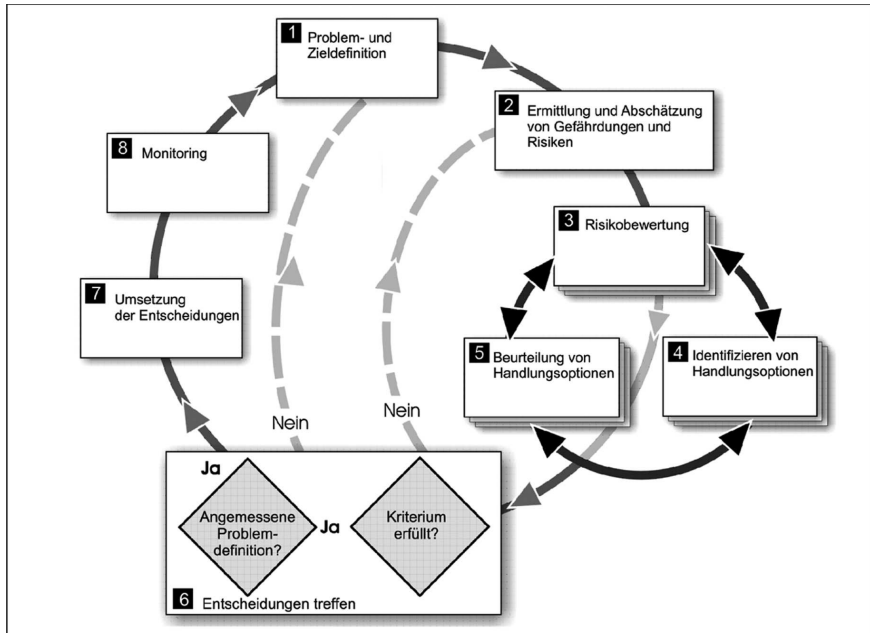 1
Problem- und
Zieldefinition
2
Ermittlung und Abschätzung
von Gefährdungen und
Risiken
3
Risikobewertung
4
Identifizieren von
Handlungsoptionen
5
Beurteilung von
Handlungsoptionen
6
Entscheidungen treffen
Kriterium
erfüllt?
Nein
Ja
Angemessene
Problem-
definition?
Nein
Ja
7
Umsetzung
der Entscheidungen
8
Monitoring